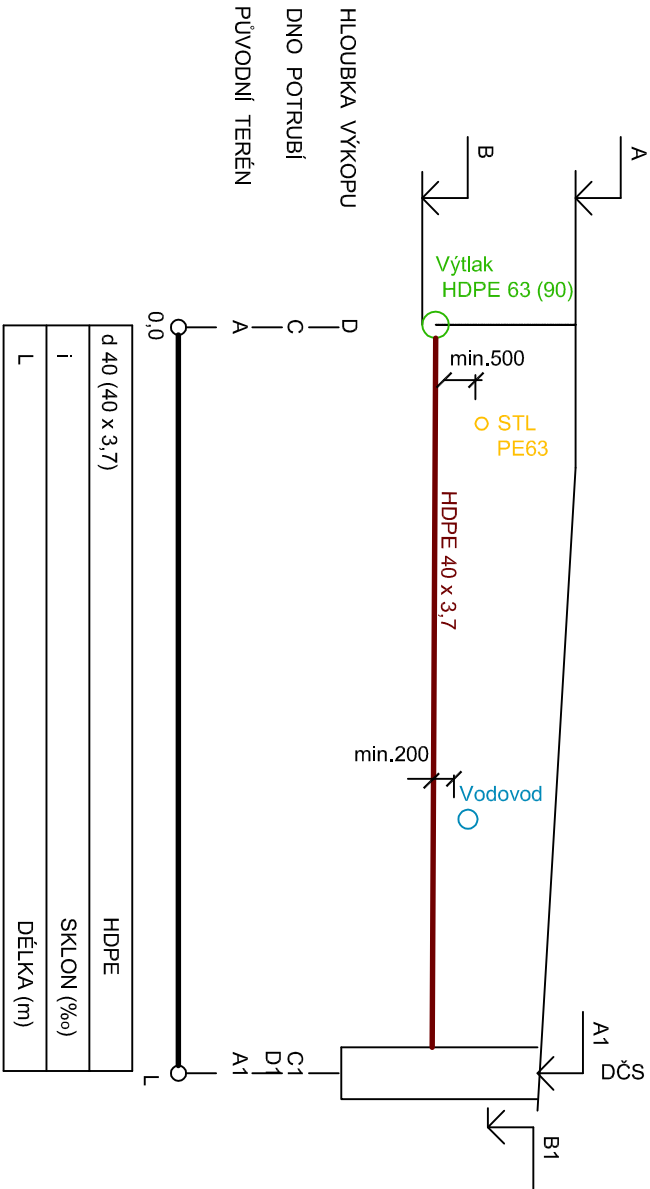 A
B
Výtlak
HDPE 63 (90)
min.500
STL
PE63
HDPE 40 x 3,7
min.200
Vodovod
A1
DČS
B1
HLOUBKA VÝKOPU
DNO POTRUBÍ
PŮVODNÍ TERÉN
D
C
A
0,0
C1
D1
A1
L
d 40 (40 x 3,7)
HDPE
i
SKLON (‰)
L
DÉLKA (m)